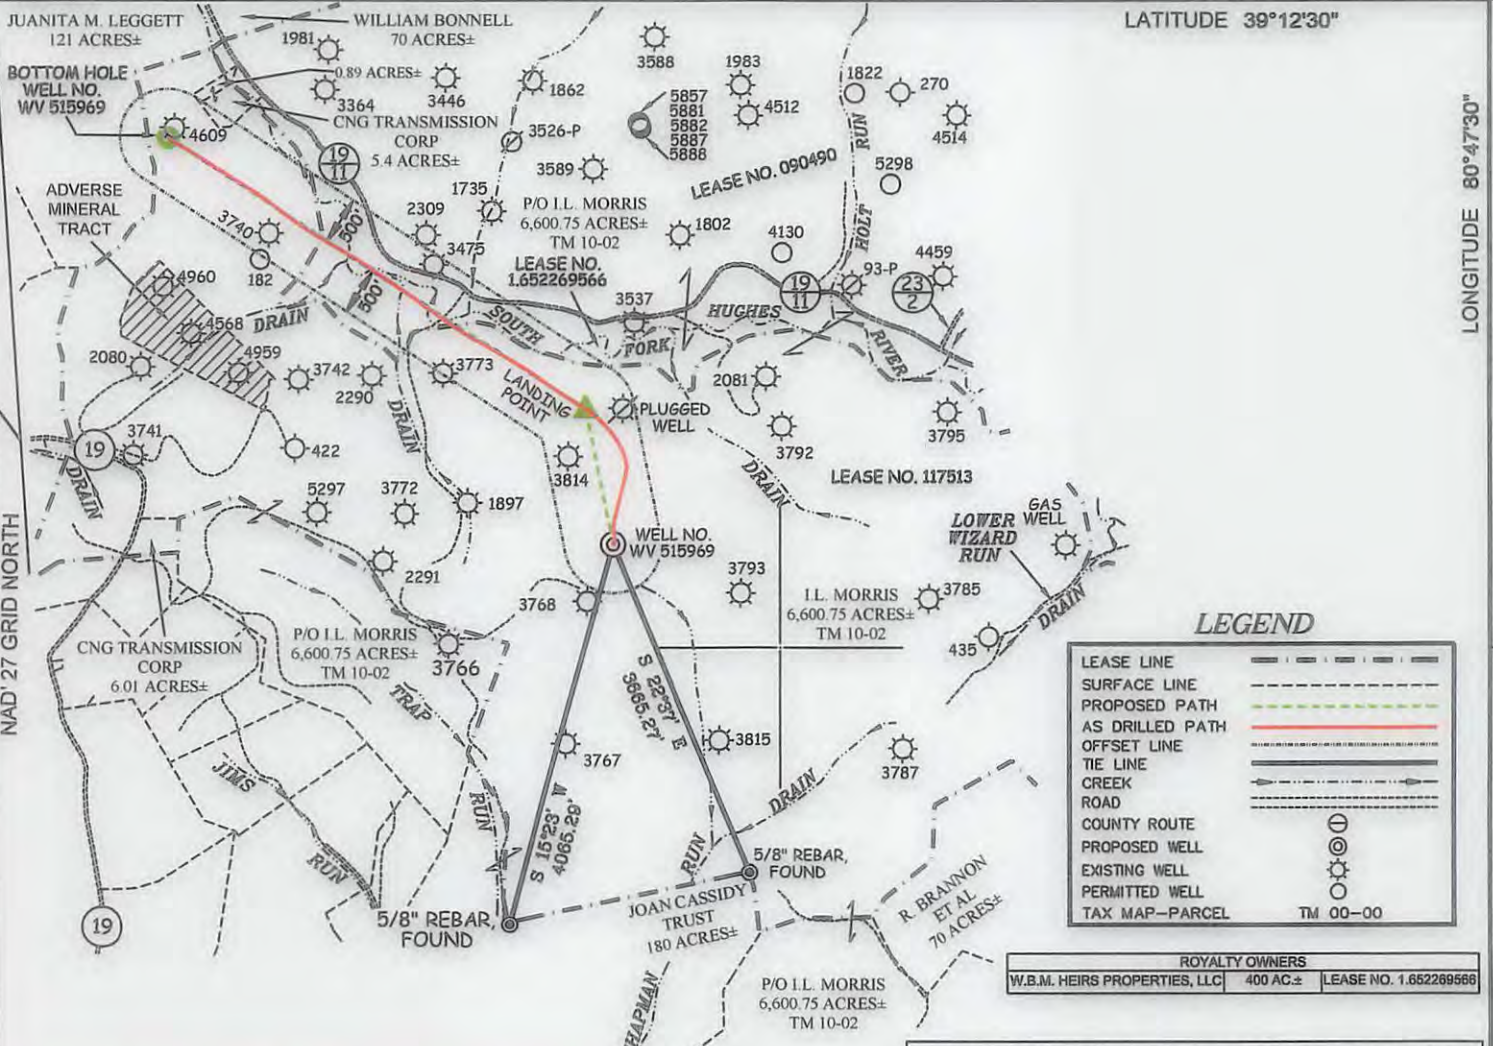 JUANITA M. LEGGETT
121 ACRES±
WILLIAM BONNELL
70 ACRES±
LATITUDE 39°12'30"
LONGITUDE 80°47'30"
BOTTOM HOLE
WELL NO.
WV 515969
1981
0.89 ACRES±
3364
3446
CNG TRANSMISSION
CORP
5.4 ACRES±
4609
19
11
1862
3526-P
3588
3589
5857
5881
5882
5887
5888
1983
4512
1822
270
4514
5298
RUN
HOLT
LEASE NO. 090490
ADVERSE
MINERAL
TRACT
3740
182
2309
3475
1735
500'
500'
P/O I.L. MORRIS
6,600.75 ACRES±
TM 10-02
LEASE NO.
1.652269566
1802
4130
19
11
93-P
4459
23
2
3537
SOUTH
FORK
HUGHES
RIVER
4960
4568
4959
DRAIN
2080
3742
2290
3773
LANDING
POINT
PLUGGED
WELL
2081
3792
3795
19
3741
DRAIN
422
DRAIN
3814
DRAIN
LEASE NO. 117513
5297
3772
1897
2291
WELL NO.
WV 515969
3768
3793
I.L. MORRIS
6,600.75 ACRES±
TM 10-02
3785
LOWER
WIZARD
RUN
GAS
WELL
435
DRAIN
NAD'27 GRID NORTH
CNG TRANSMISSION
CORP
6.01 ACRES±
P/O I.L. MORRIS
6,600.75 ACRES±
TM 10-02
3766
TRAP
RUN
JIMS
RUN
S 22°37' E
3665.27'
S 15°23' W
4065.29'
3767
3815
3787
DRAIN
RUN
5/8" REBAR,
FOUND
5/8" REBAR,
FOUND
19
JOAN CASSIDY
TRUST
180 ACRES±
R. BRANNON
ET AL
70 ACRES±
P/O I.L. MORRIS
6,600.75 ACRES±
TM 10-02
LEGEND
LEASE LINE
SURFACE LINE
PROPOSED PATH
AS DRILLED PATH
OFFSET LINE
TIE LINE
CREEK
ROAD
COUNTY ROUTE
PROPOSED WELL
EXISTING WELL
PERMITTED WELL
TAX MAP-PARCEL TM 00-00
ROYALTY OWNERS
W.B.M. HEIRS PROPERTIES, LLC 400 AC.± LEASE NO. 1.652269566